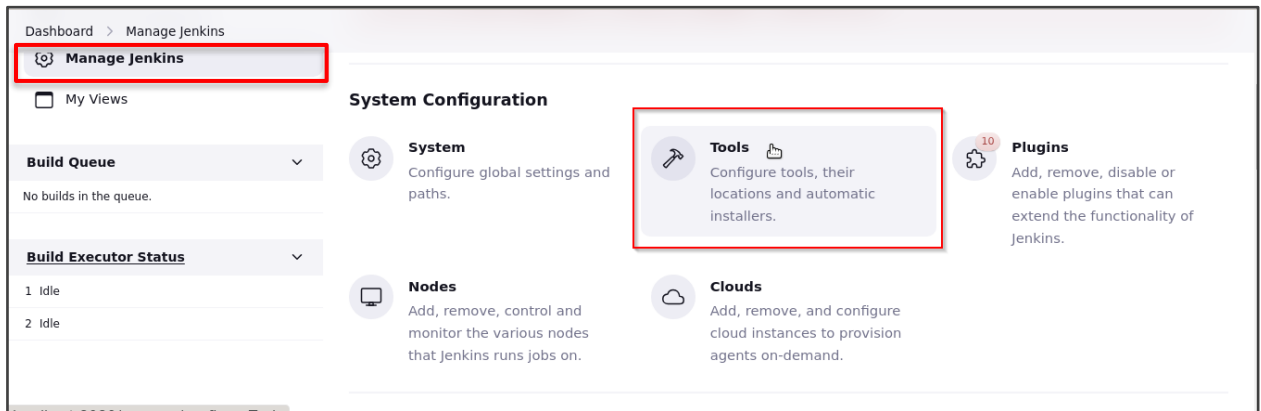 Dashboard > Manage Jenkins
Manage Jenkins
My Views
Build Queue
No builds in the queue.
Build Executor Status
1 Idle
2 Idle
System Configuration
System
Configure global settings and
paths.
Tools
Configure tools, their
locations and automatic
installers.
10
Plugins
Add, remove, disable or
enable plugins that can
extend the functionality of
Jenkins.
Nodes
Add, remove, control and
monitor the various nodes
that Jenkins runs jobs on.
Clouds
Add, remove, and configure
cloud instances to provision
agents on-demand.